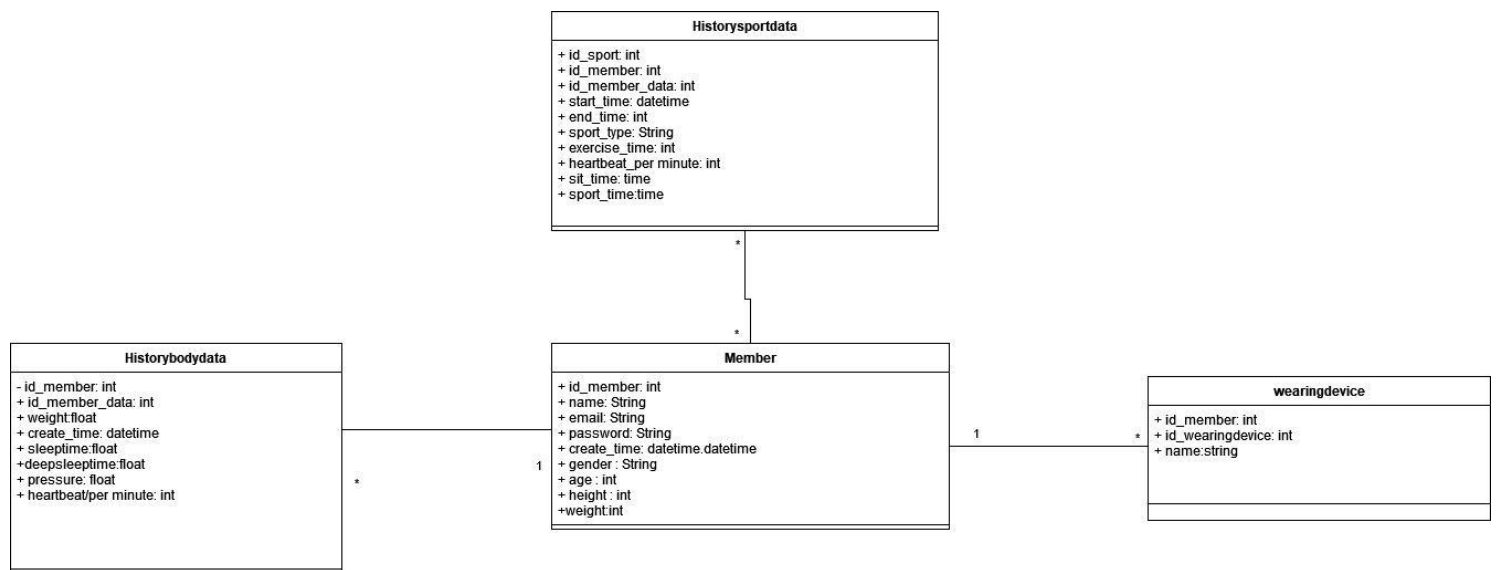 Historysportdata
+ id_sport: int
+ id_member: int
+ id_member_data: int
+ start_time: datetime
+ end_time: int
+ sport_type: String
+ exercise_time: int
+ heartbeat_per minute: int
+ sit_time: time
+ sport_time:time
*
*
Historybodydata
- id_member: int
+ id_member_data: int
+ weight:float
+ create_time: datetime
+ sleeptime:float
+deepsleeptime:float
+ pressure: float
+ heartbeat/per minute: int
*
1
Member
+ id_member: int
+ name: String
+ email: String
+ password: String
+ create_time: datetime.datetime
+ gender : String
+ age : int
+ height : int
+weight:int
1
*
wearingdevice
+ id_member: int
+ id_wearingdevice: int
+ name:string